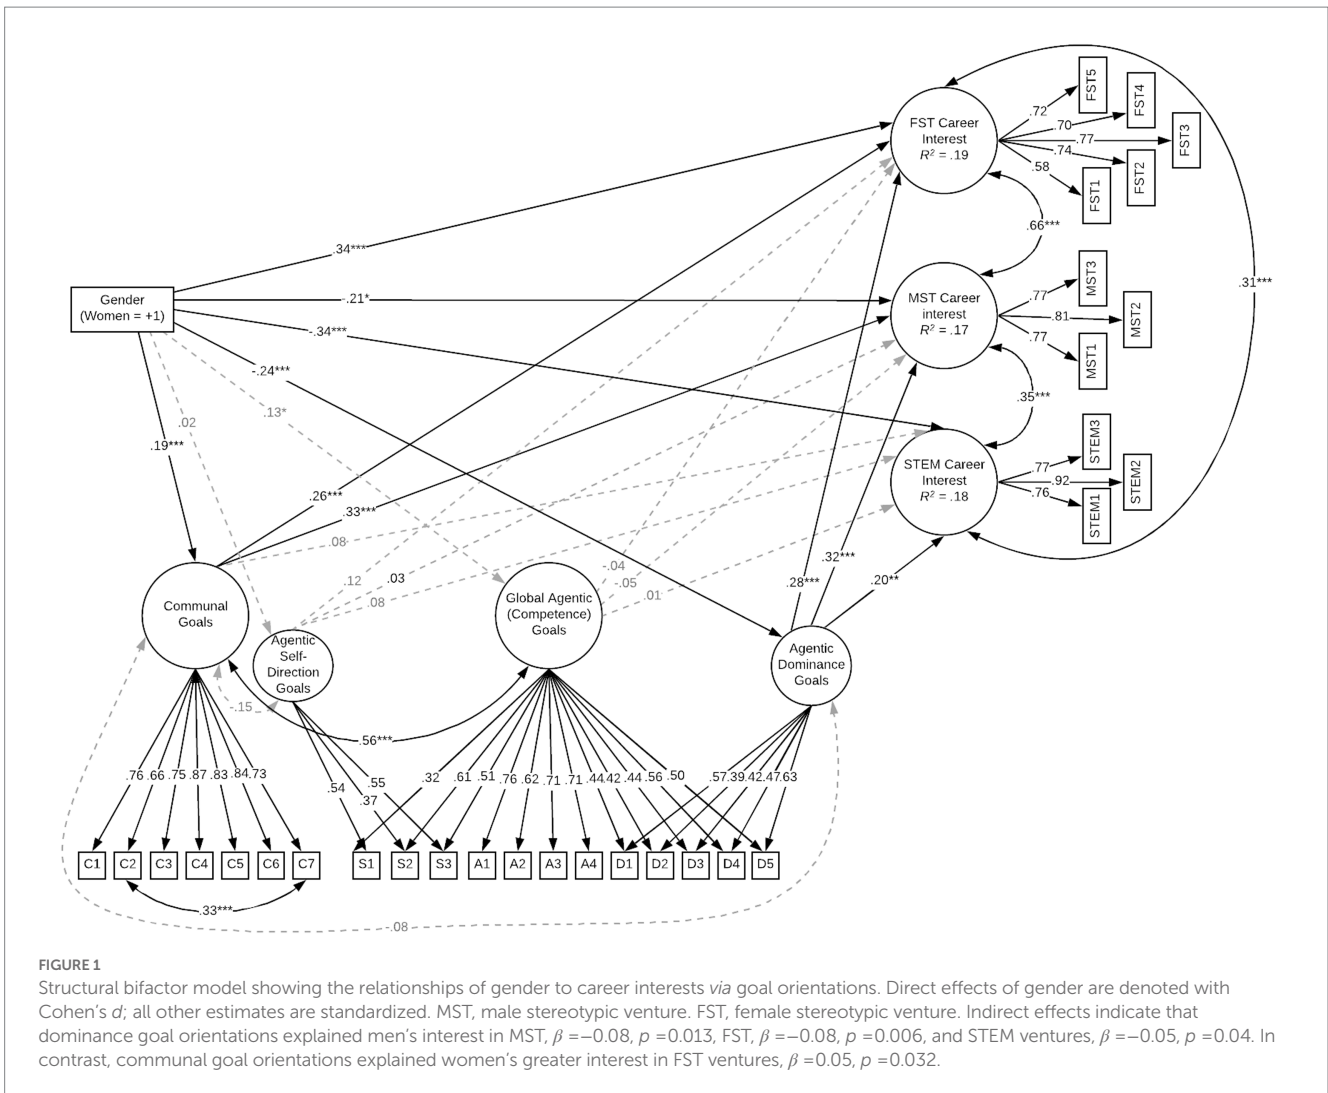 FST Career
Interest
R² = .19
.72
.70
.77
.74
.58
FST5
FST4
FST3
FST2
FST1
.66***
.34***
Gender
(Women = +1)
-.21*
-.34***
-.24***
.13*
.02
.19***
MST Career
interest
R² = .17
.77
.81
.77
MST3
MST2
MST1
.31***
.35***
STEM Career
Interest
R² = .18
.77
.92
.76
STEM3
STEM2
STEM1
.26***
.33***
.08
.12
.03
.08
-.04
-.05
.01
.28***
.32***
.20**
Communal
Goals
Agentic
Self-
Direction
Goals
Global Agentic
(Competence)
Goals
Agentic
Dominance
Goals
-.15
.56***
.76 .66 .75 .87 .83 .84 .73
.54
.37
.55
.32 .61 .51 .76 .62 .71 .71 .44 .42 .44 .56 .50
.57 .39 .42 .47 .63
C1 C2 C3 C4 C5 C6 C7
S1 S2 S3 A1 A2 A3 A4 D1 D2 D3 D4 D5
.33***
-.08
FIGURE 1
Structural bifactor model showing the relationships of gender to career interests via goal orientations. Direct effects of gender are denoted with
Cohen's d; all other estimates are standardized. MST, male stereotypic venture. FST, female stereotypic venture. Indirect effects indicate that
dominance goal orientations explained men's interest in MST, β =−0.08, p =0.013, FST, β =−0.08, p =0.006, and STEM ventures, β =−0.05, p =0.04. In
contrast, communal goal orientations explained women's greater interest in FST ventures, β =0.05, p =0.032.